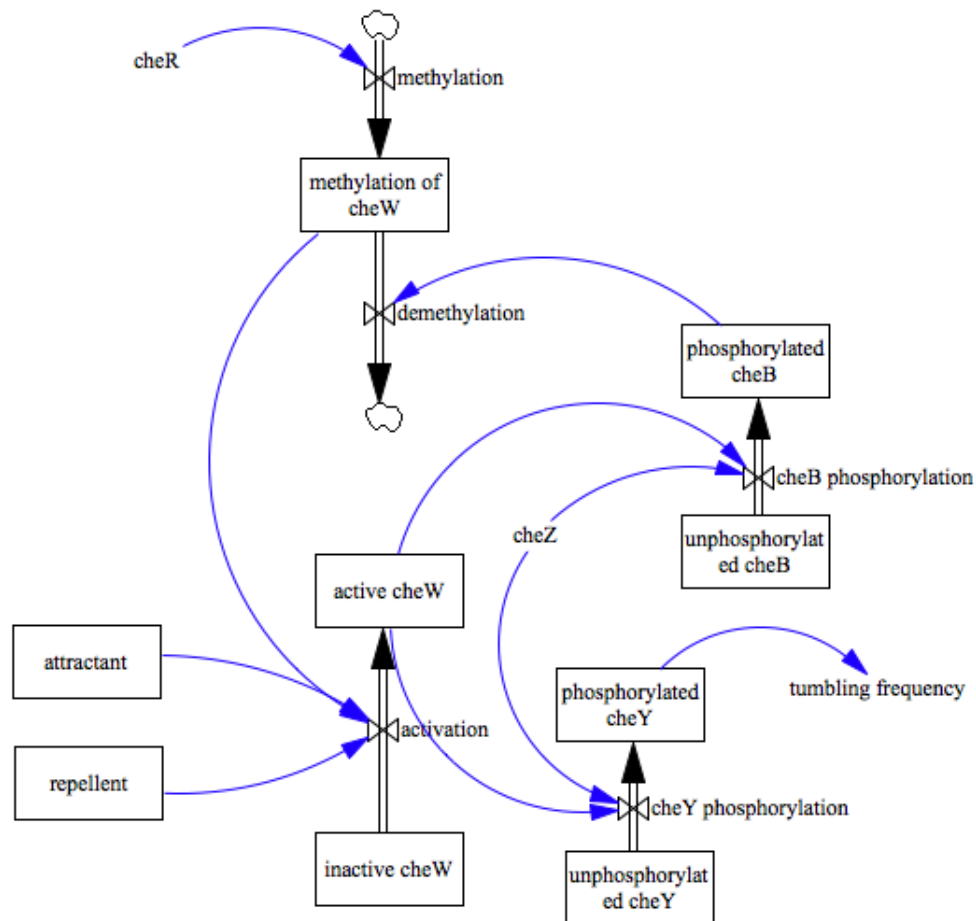 cheR
methylation
methylation of
cheW
demethylation
phosphorylated
cheB
cheB phosphorylation
cheZ
unphosphorylat
ed cheB
active cheW
attractant
phosphorylated
cheY
tumbling frequency
activation
repellent
cheY phosphorylation
inactive cheW
unphosphorylat
ed cheY